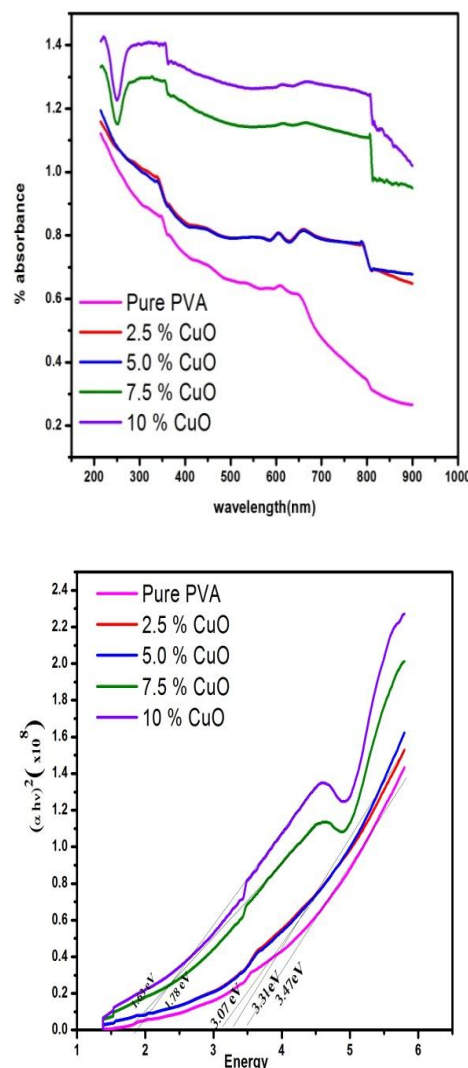 1.4
1.2
1.0
0.8
0.6
0.4
0.2
% absorbance
Pure PVA
2.5 % CuO
5.0 % CuO
7.5 % CuO
10 % CuO
200 300 400 500 600 700 800 900 1000
wavelength(nm)
2.4
2.2
2.0
1.8
1.6
1.4
1.2
1.0
0.8
0.6
0.4
0.2
0.0
(α hν)²( x10⁸)
Pure PVA
2.5 % CuO
5.0 % CuO
7.5 % CuO
10 % CuO
eV
1.78 eV
3.07 eV
3.31eV
3.47eV
1 2 3 4 5 6
Energy